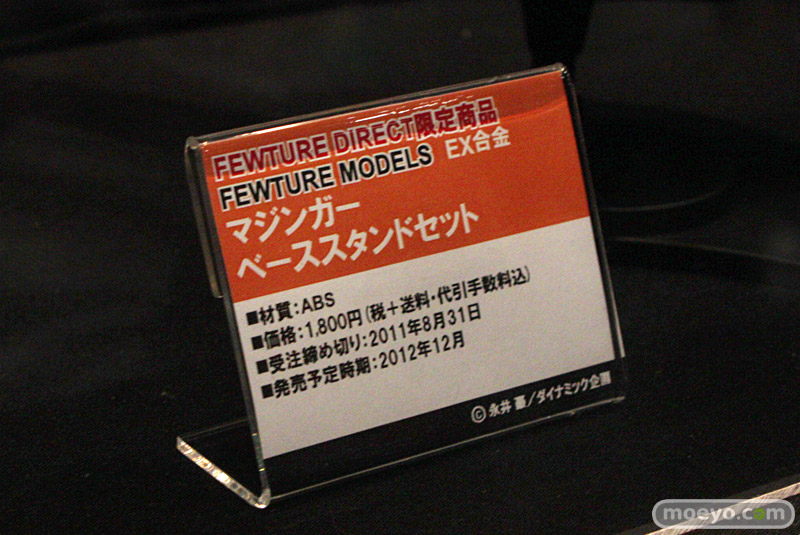 FEWTURE DIRECT限定商品
FEWTURE MODELS EX合金
マジンガー
ベーススタンドセット
■材質:ABS
■価格:1,800円(税+送料・代引手数料込)
■受注締め切り:2011年8月31日
■発売予定時期:2012年12月
©永井豪/ダイナミック企画
moeyo.com